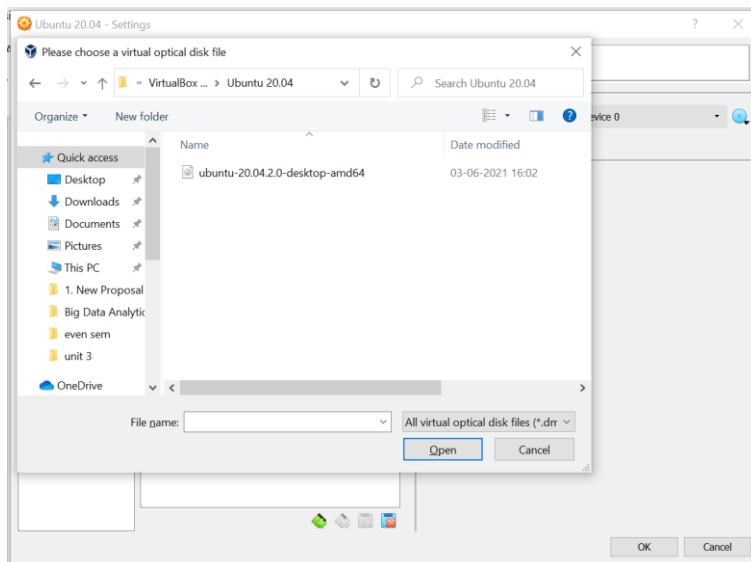 Ubuntu 20.04 - Settings
Please choose a virtual optical disk file
« VirtualBox ... > Ubuntu 20.04
Search Ubuntu 20.04
Organize
New folder
Name
Date modified
Quick access
ubuntu-20.04.2.0-desktop-amd64
03-06-2021 16:02
Desktop
Downloads
Documents
Pictures
This PC
1. New Proposal
Big Data Analytic
even sem
unit 3
OneDrive
File name:
All virtual optical disk files (*.dm
Open
Cancel
evice 0
OK
Cancel